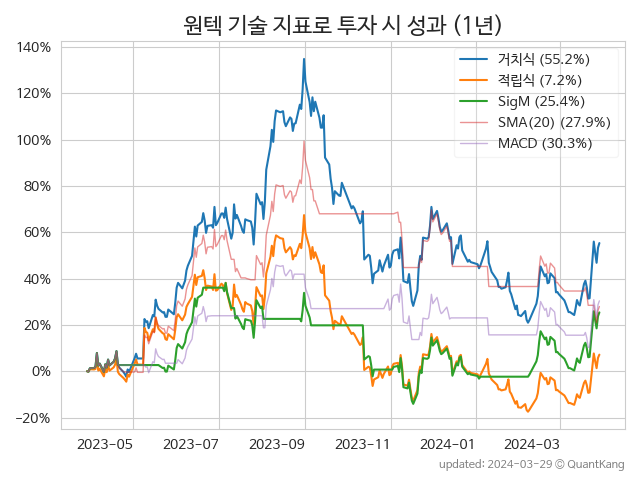 원텍 기술 지표로 투자 시 성과 (1년)
140%
120%
100%
80%
60%
40%
20%
0%
−20%
거치식 (55.2%)
적립식 (7.2%)
SigM (25.4%)
SMA(20) (27.9%)
MACD (30.3%)
2023-05 2023-07 2023-09 2023-11 2024-01 2024-03
updated: 2024-03-29 © QuantKang